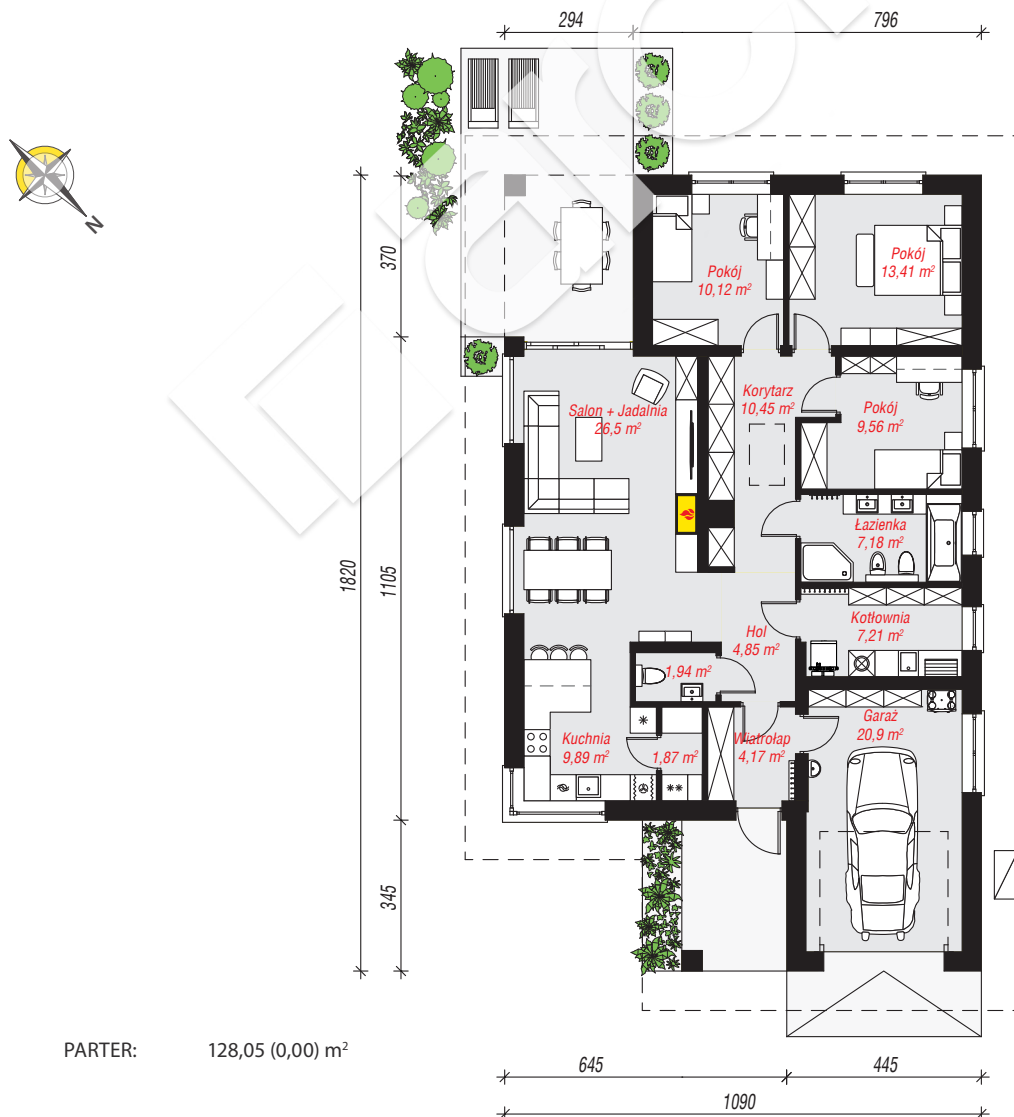 294
796
N
370
1105
345
1820
Pokój
10,12 m²
Pokój
13,41 m²
Salon + Jadalnia
26,5 m²
Korytarz
10,45 m²
Pokój
9,56 m²
Łazienka
7,18 m²
Kotłownia
7,21 m²
Hol
4,85 m²
1,94 m²
Garaż
20,9 m²
Kuchnia
9,89 m²
1,87 m²
Wiatrołap
4,17 m²
PARTER: 128,05 (0,00) m²
645
445
1090